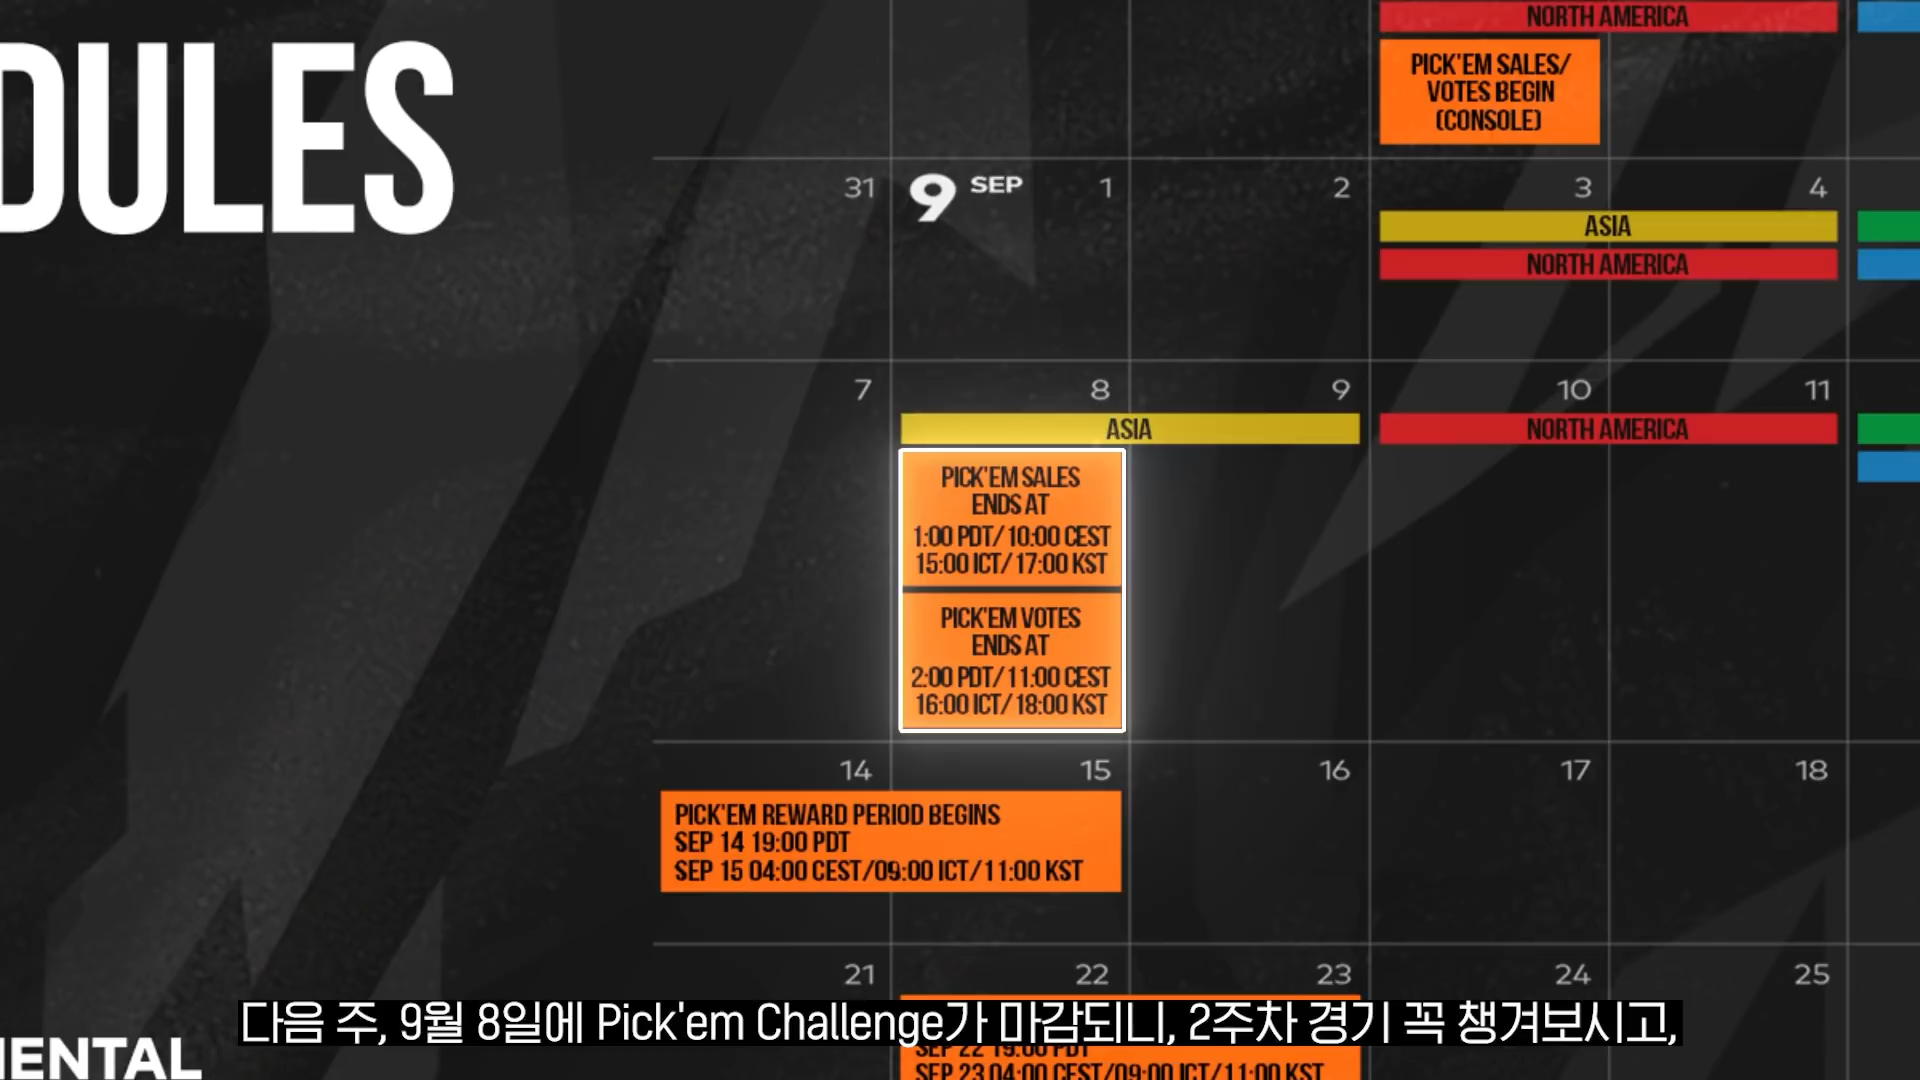 DULES
NORTH AMERICA
PICK'EM SALES/
VOTES BEGIN
(CONSOLE)
31
9 SEP
1
2
3
4
ASIA
NORTH AMERICA
7
8
9
10
11
ASIA
NORTH AMERICA
PICK'EM SALES
ENDS AT
1:00 PDT/ 10:00 CEST
15:00 ICT/ 17:00 KST
PICK'EM VOTES
ENDS AT
2:00 PDT/ 11:00 CEST
16:00 ICT/ 18:00 KST
14
15
16
17
18
PICK'EM REWARD PERIOD BEGINS
SEP 14 19:00 PDT
SEP 15 04:00 CEST/09:00 ICT/11:00 KST
21
22
23
24
25
다음 주, 9월 8일에 Pick'em Challenge가 마감되니, 2주차 경기 꼭 챙겨보시고,
SEP 22 19:00 PDT
SEP 23 04:00 CEST/09:00 ICT/11:00 KST
MENTAL